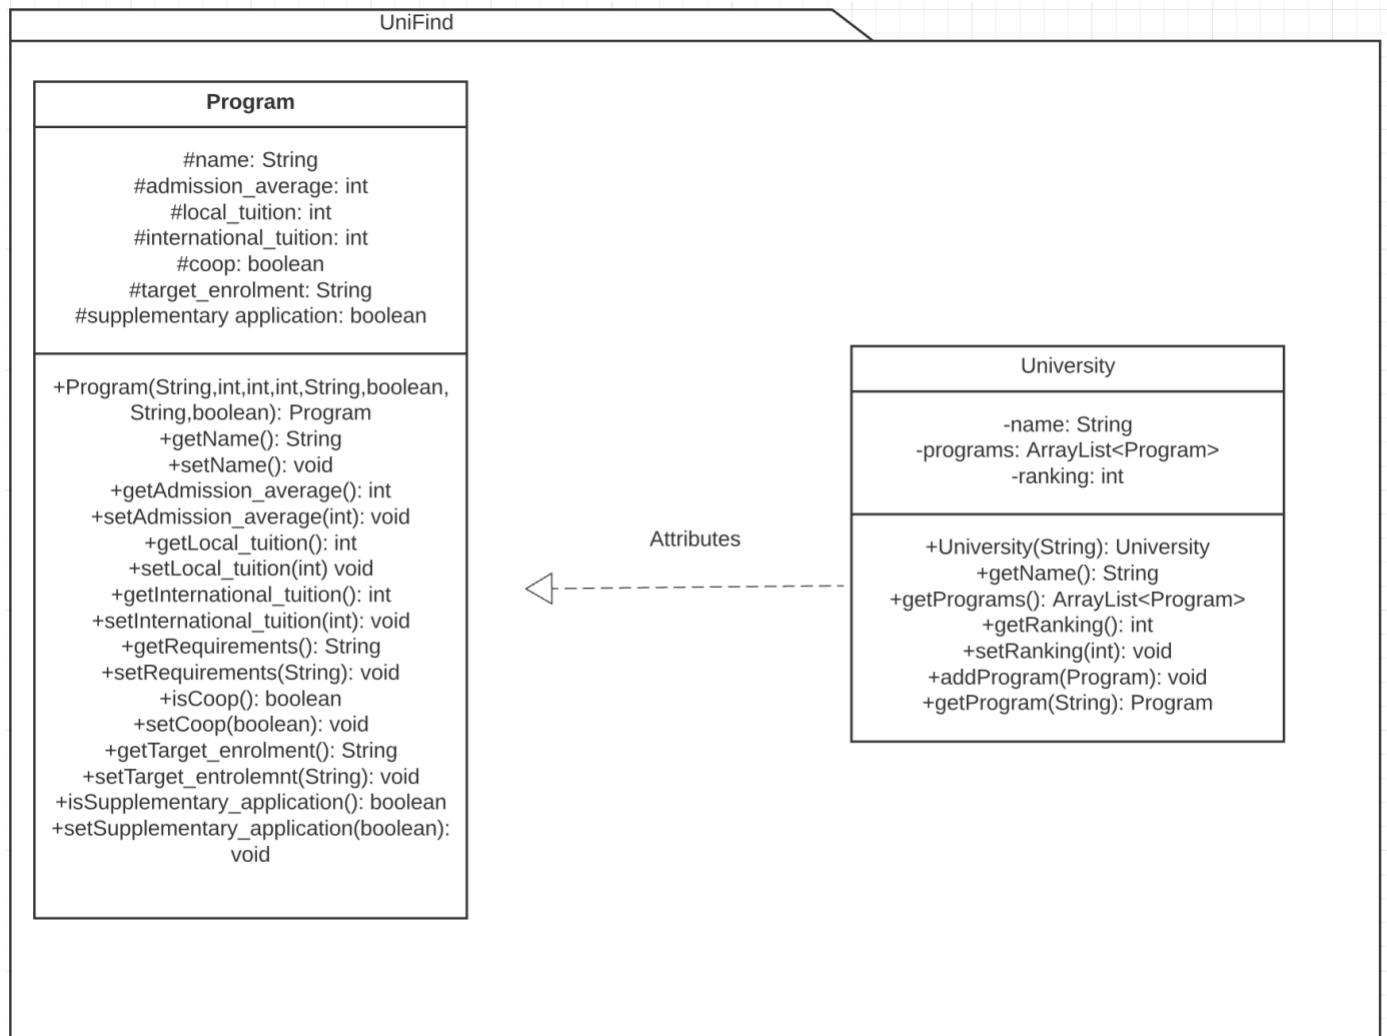 UniFind
Program
#name: String
#admission_average: int
#local_tuition: int
#international_tuition: int
#coop: boolean
#target_enrolment: String
#supplementary application: boolean
+Program(String,int,int,int,String,boolean,
String,boolean): Program
+getName(): String
+setName(): void
+getAdmission_average(): int
+setAdmission_average(int): void
+getLocal_tuition(): int
+setLocal_tuition(int) void
+getInternational_tuition(): int
+setInternational_tuition(int): void
+getRequirements(): String
+setRequirements(String): void
+isCoop(): boolean
+setCoop(boolean): void
+getTarget_enrolment(): String
+setTarget_entrolemnt(String): void
+isSupplementary_application(): boolean
+setSupplementary_application(boolean):
void
Attributes
University
-name: String
-programs: ArrayList<Program>
-ranking: int
+University(String): University
+getName(): String
+getPrograms(): ArrayList<Program>
+getRanking(): int
+setRanking(int): void
+addProgram(Program): void
+getProgram(String): Program